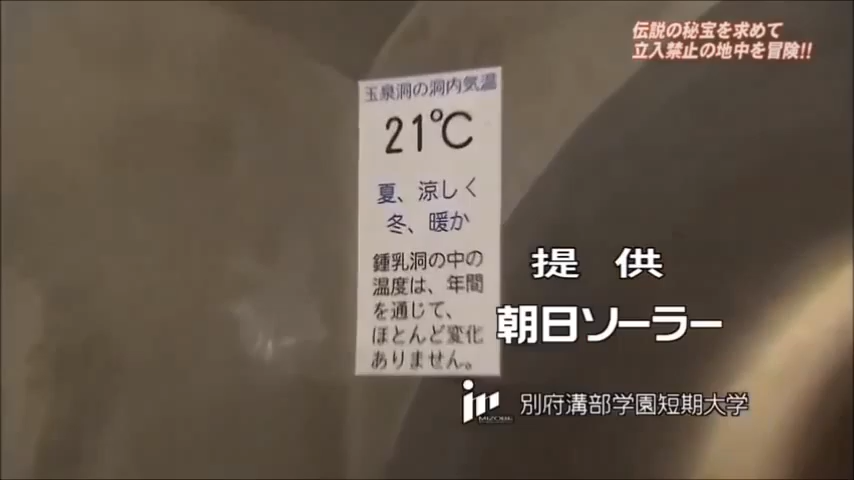 伝説の秘宝を求めて
立入禁止の地中を冒険!!
玉泉洞の洞内気温
21℃
夏、涼しく
冬、暖か
鍾乳洞の中の
温度は、年間
を通じて、
ほとんど変化
ありません。
提 供
朝日ソーラー
MIZOBE
別府溝部学園短期大学